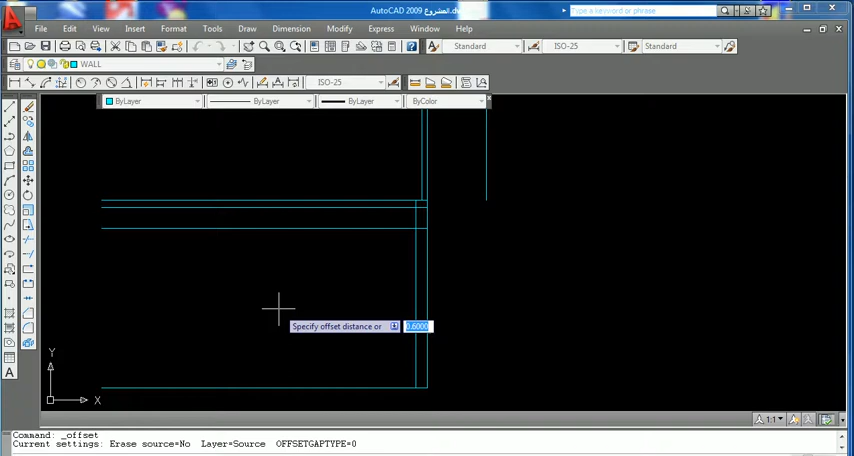 AutoCAD 2009 المشروع.dw
Type a keyword or phrase
File Edit View Insert Format Tools Draw Dimension Modify Express Window Help
Standard ISO-25 Standard
WALL
ISO-25
ByLayer ByLayer ByLayer ByColor
Specify offset distance or 0.6000
Y
X
A
1:1
Command: _offset
Current settings: Erase source=No Layer=Source OFFSETGAPTYPE=0